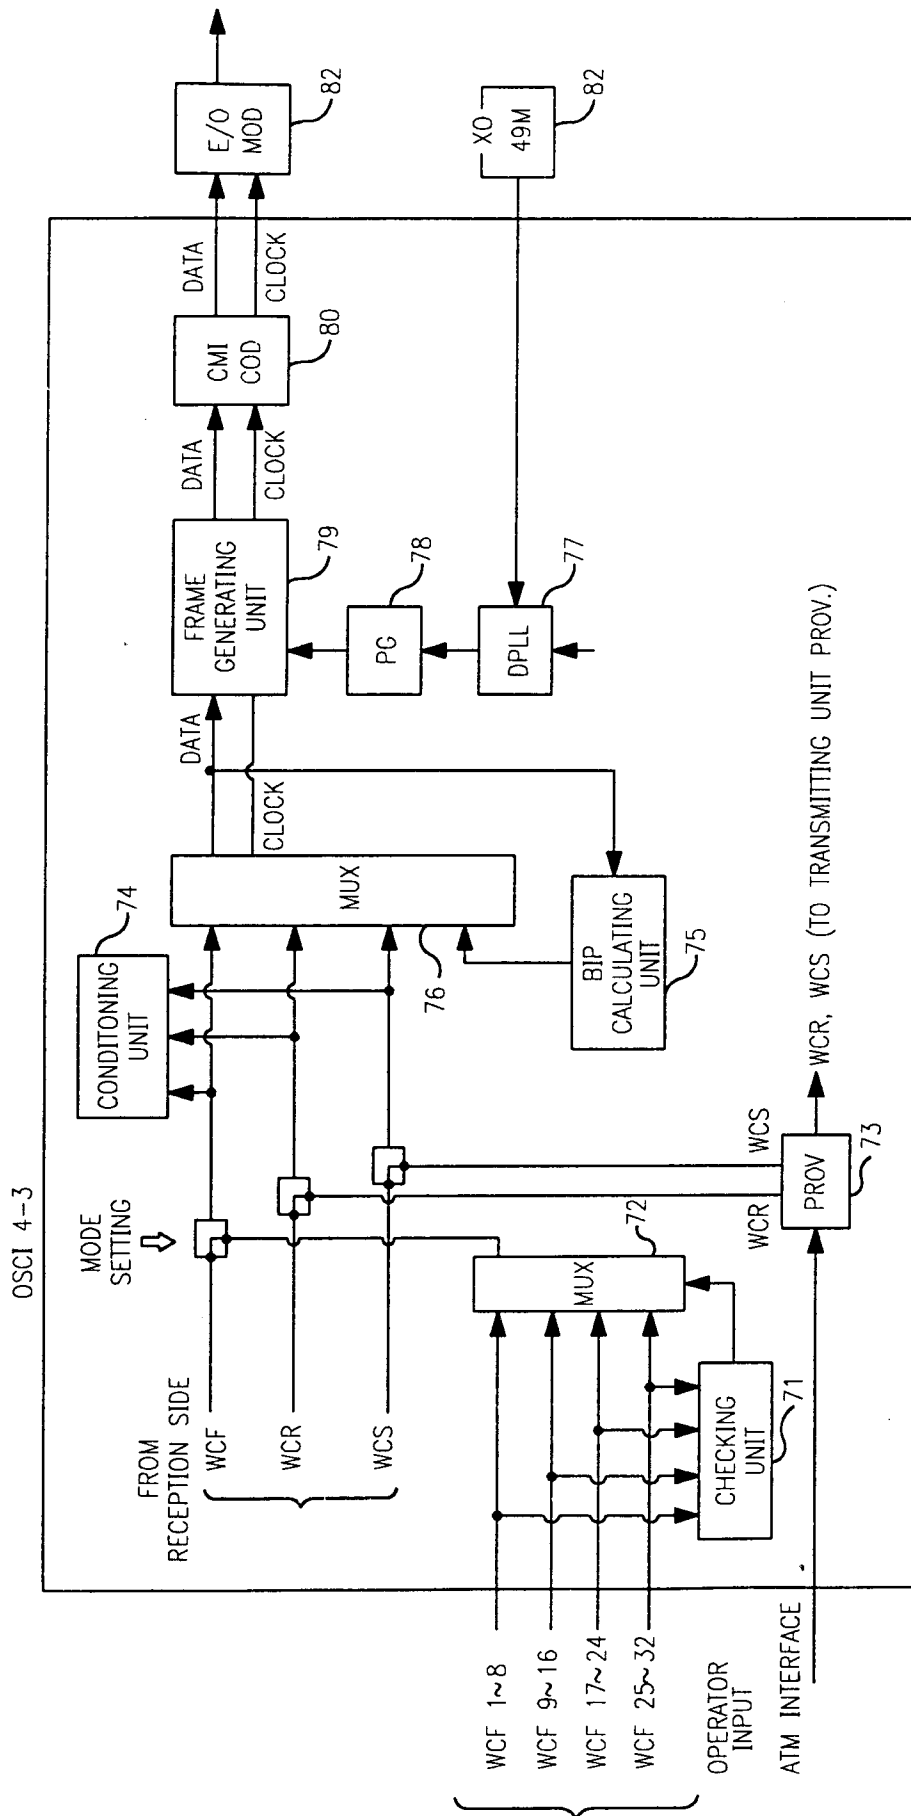 OSCI 4-3
FROM
RECEPTION SIDE
WCF
WCR
WCS
MODE
SETTING
CONDITONING
UNIT
74
MUX
76
DATA
CLOCK
BIP
CALCULATING
UNIT
75
FRAME
GENERATING
UNIT
79
PG
78
DPLL
77
DATA
CLOCK
CMI
COD
80
DATA
CLOCK
E/O
MOD
82
XO
49M
82
WCF 1~8
WCF 9~16
WCF 17~24
WCF 25~32
OPERATOR
INPUT
ATM INTERFACE
CHECKING
UNIT
71
MUX
72
WCR
WCS
PROV
73
WCR, WCS (TO TRANSMITTING UNIT PROV.)